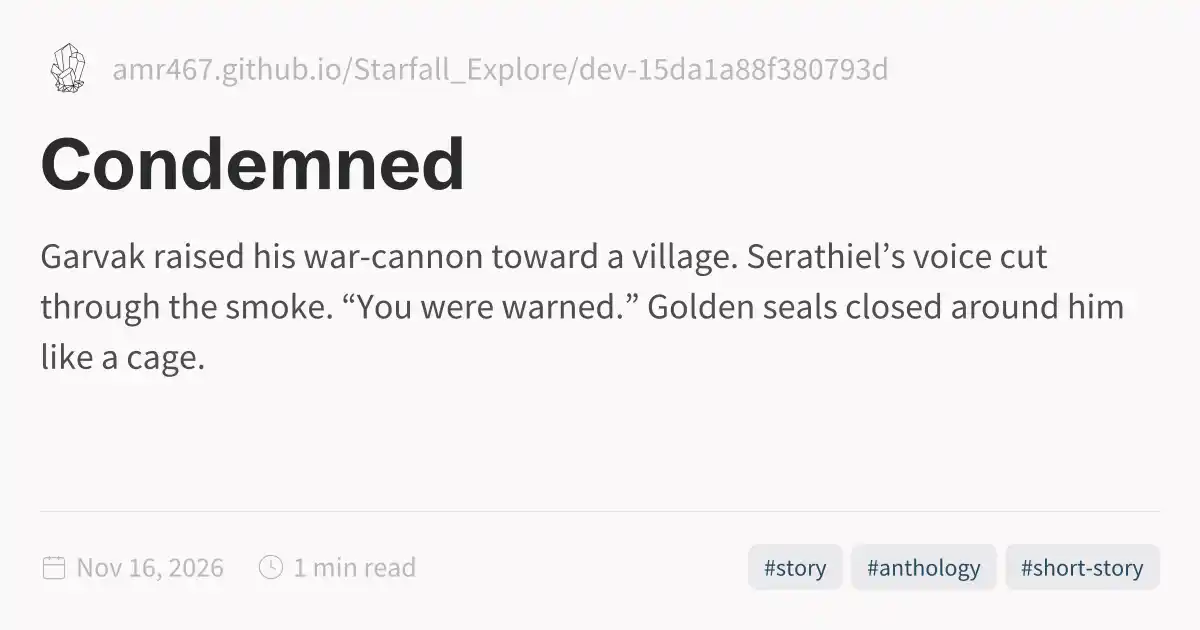 amr467.github.io/Starfall_Explore/dev-15da1a88f380793d
Condemned
Garvak raised his war-cannon toward a village. Serathiel’s voice cut
through the smoke. “You were warned.” Golden seals closed around him
like a cage.
Nov 16, 2026 1 min read #story #anthology #short-story